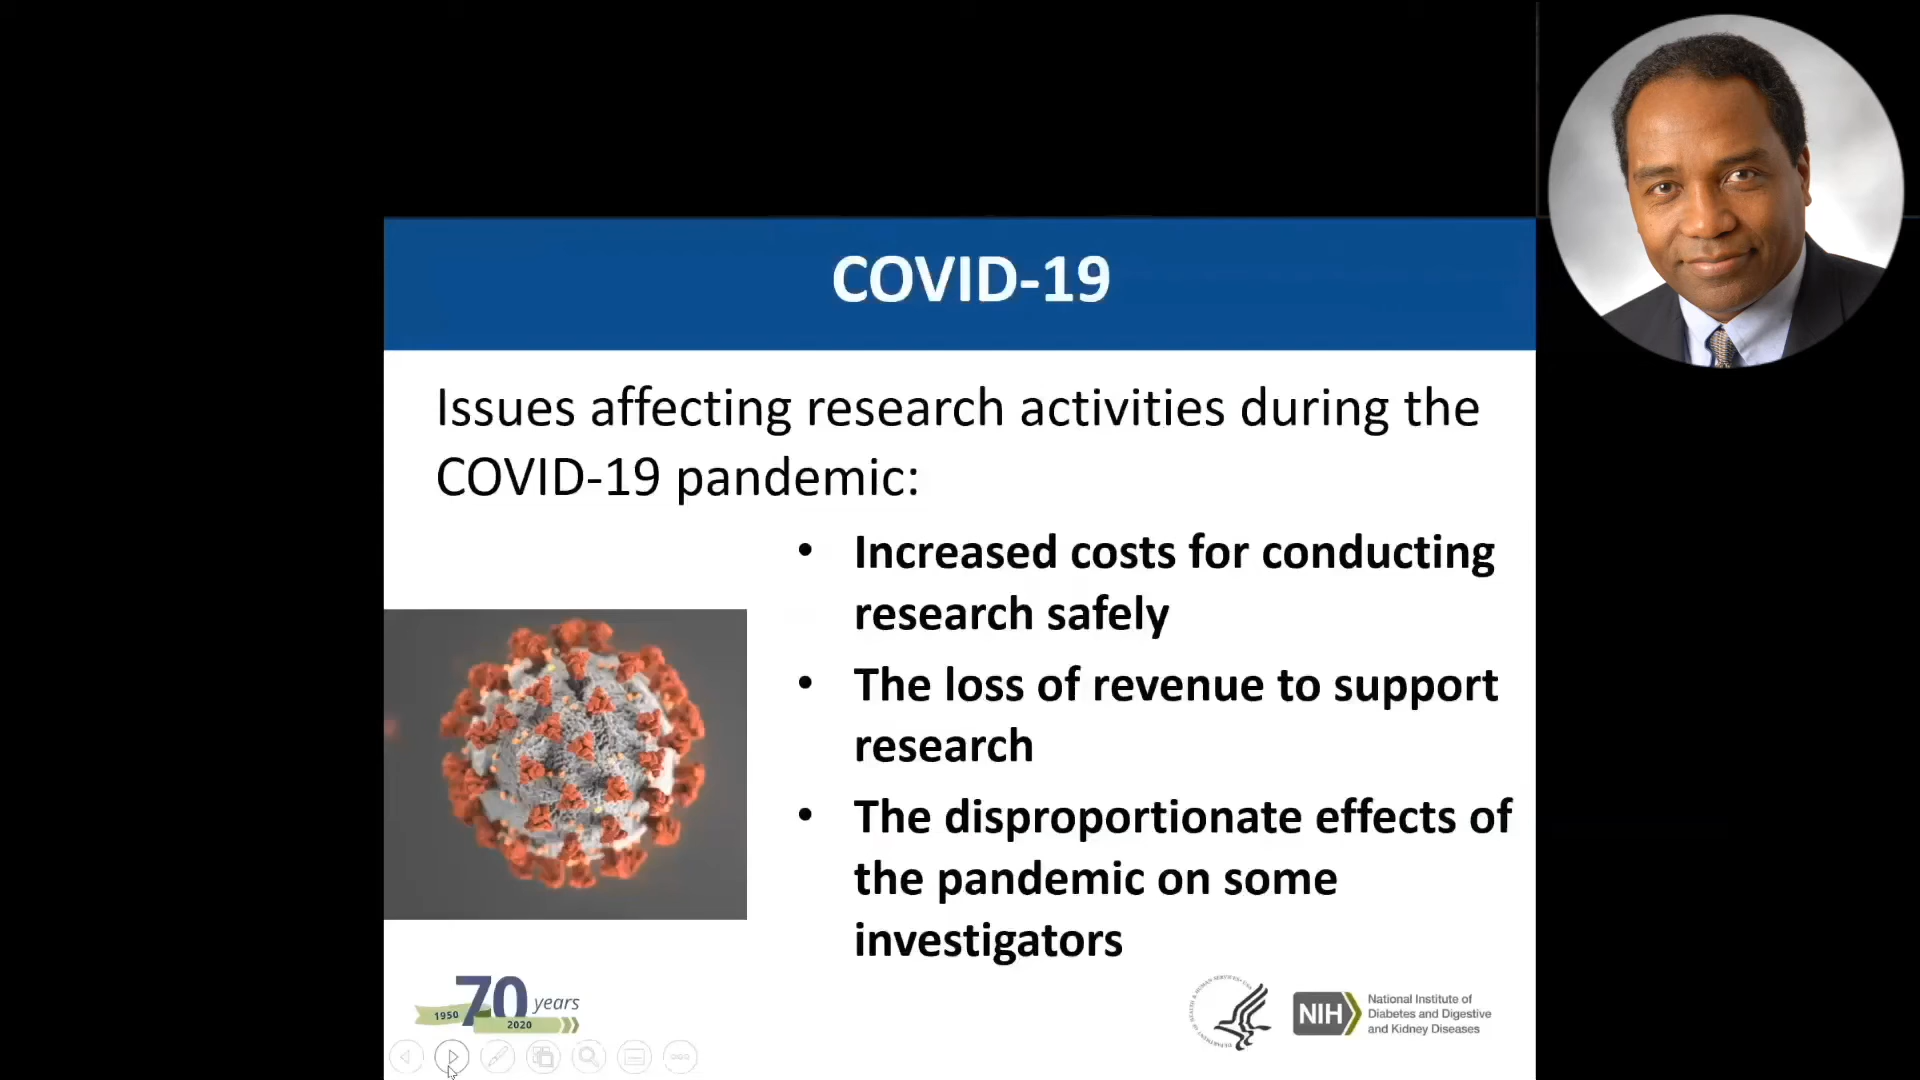 COVID-19
Issues affecting research activities during the
COVID-19 pandemic:
• Increased costs for conducting
research safely
• The loss of revenue to support
research
• The disproportionate effects of
the pandemic on some
investigators
70 years
1950
2020
NIH
National Institute of
Diabetes and Digestive
and Kidney Diseases